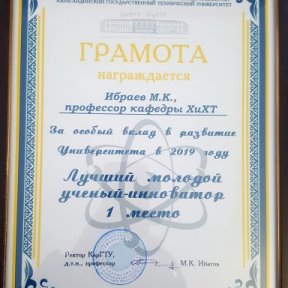 КАРАГАНДИНСКИЙ ГОСУДАРСТВЕННЫЙ ТЕХНИЧЕСКИЙ УНИВЕРСИТЕТ
ГРАМОТА
награждается
Ибраев М.К.,
профессор кафедры ХиХТ
За особый вклад в развитие
Университета в 2019 году
Лучший молодой
ученый-инноватор
1 место
Ректор КарГТУ,
д.т.н., профессор
М.К. Ибатов